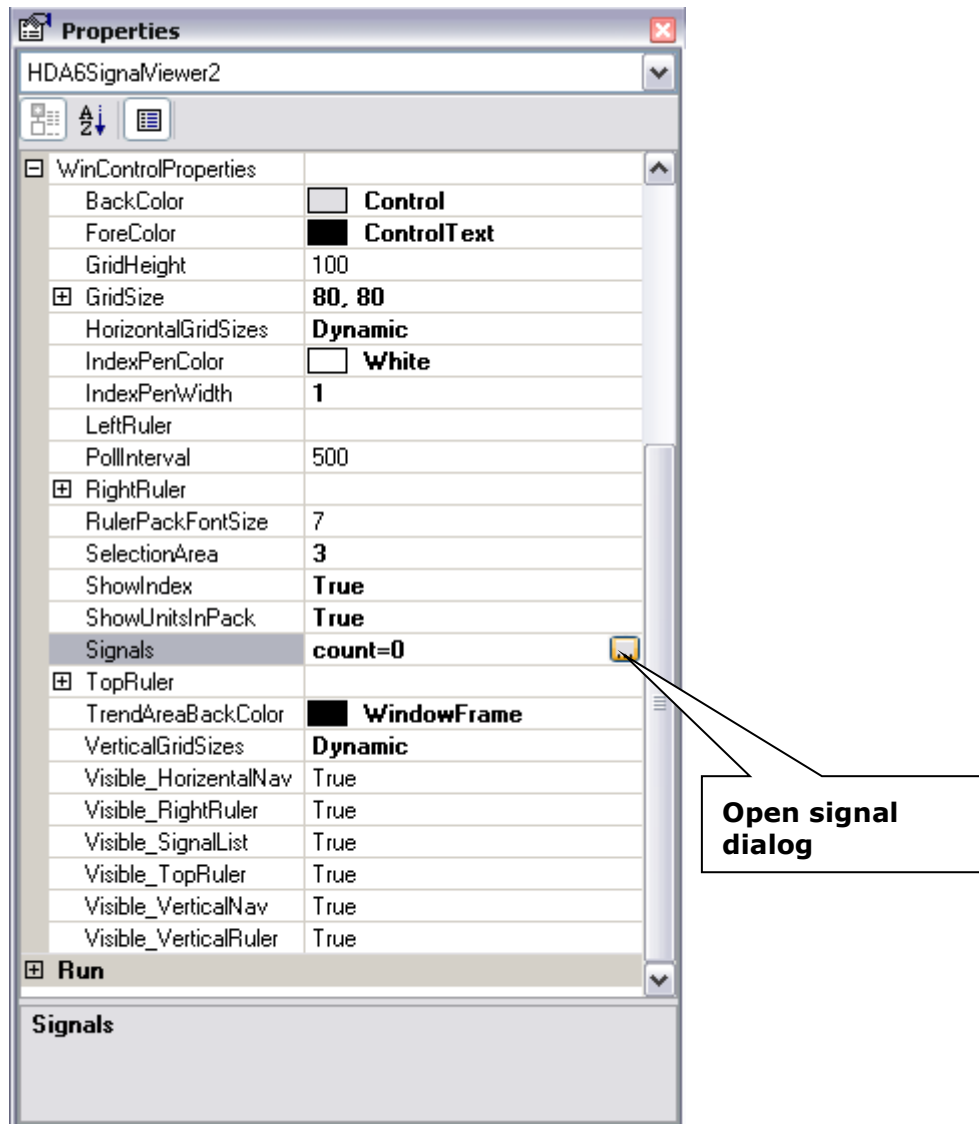 Properties
HDA6SignalViewer2
WinControlProperties
BackColor Control
ForeColor ControlText
GridHeight 100
GridSize 80, 80
HorizontalGridSizes Dynamic
IndexPenColor White
IndexPenWidth 1
LeftRuler
PollInterval 500
RightRuler
RulerPackFontSize 7
SelectionArea 3
ShowIndex True
ShowUnitsInPack True
Signals count=0 ...
TopRuler
TrendAreaBackColor WindowFrame
VerticalGridSizes Dynamic
Visible_HorizentalNav True
Visible_RightRuler True
Visible_SignalList True
Visible_TopRuler True
Visible_VerticalNav True
Visible_VerticalRuler True
Run
Signals
Open signal
dialog